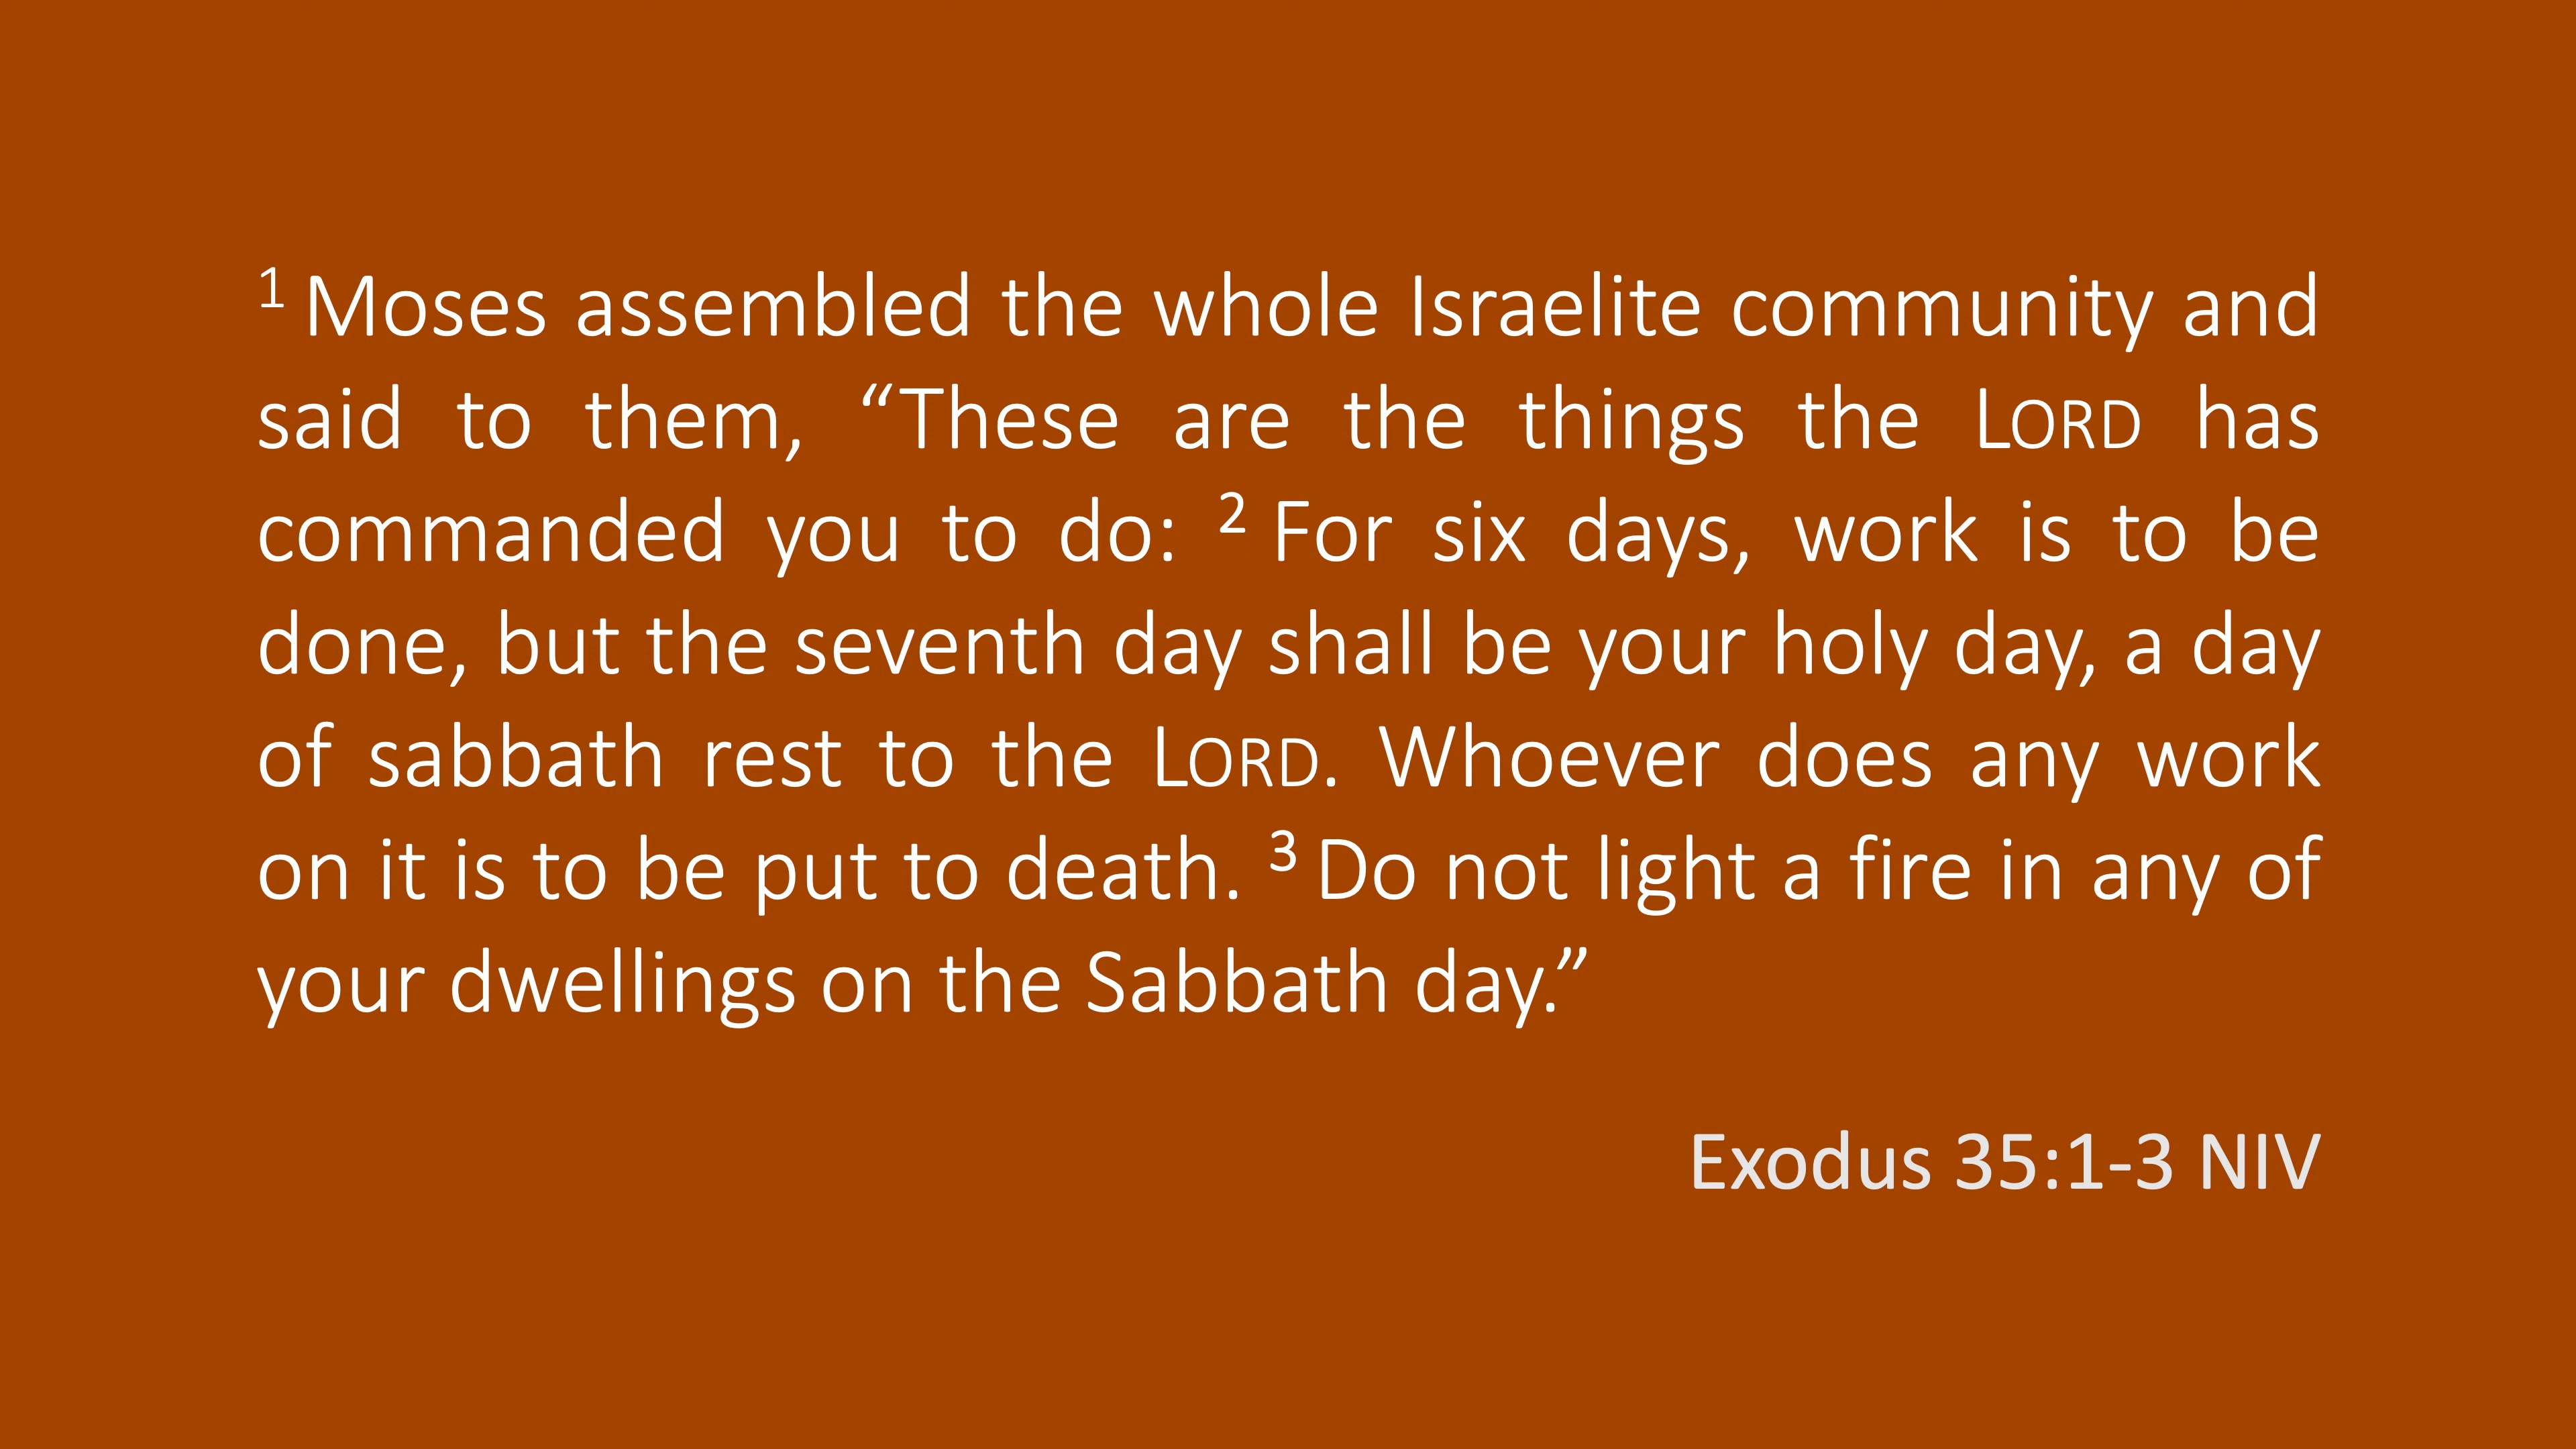 ¹ Moses assembled the whole Israelite community and
said to them, “These are the things the LORD has
commanded you to do: ² For six days, work is to be
done, but the seventh day shall be your holy day, a day
of sabbath rest to the LORD. Whoever does any work
on it is to be put to death. ³ Do not light a fire in any of
your dwellings on the Sabbath day.”
Exodus 35:1-3 NIV